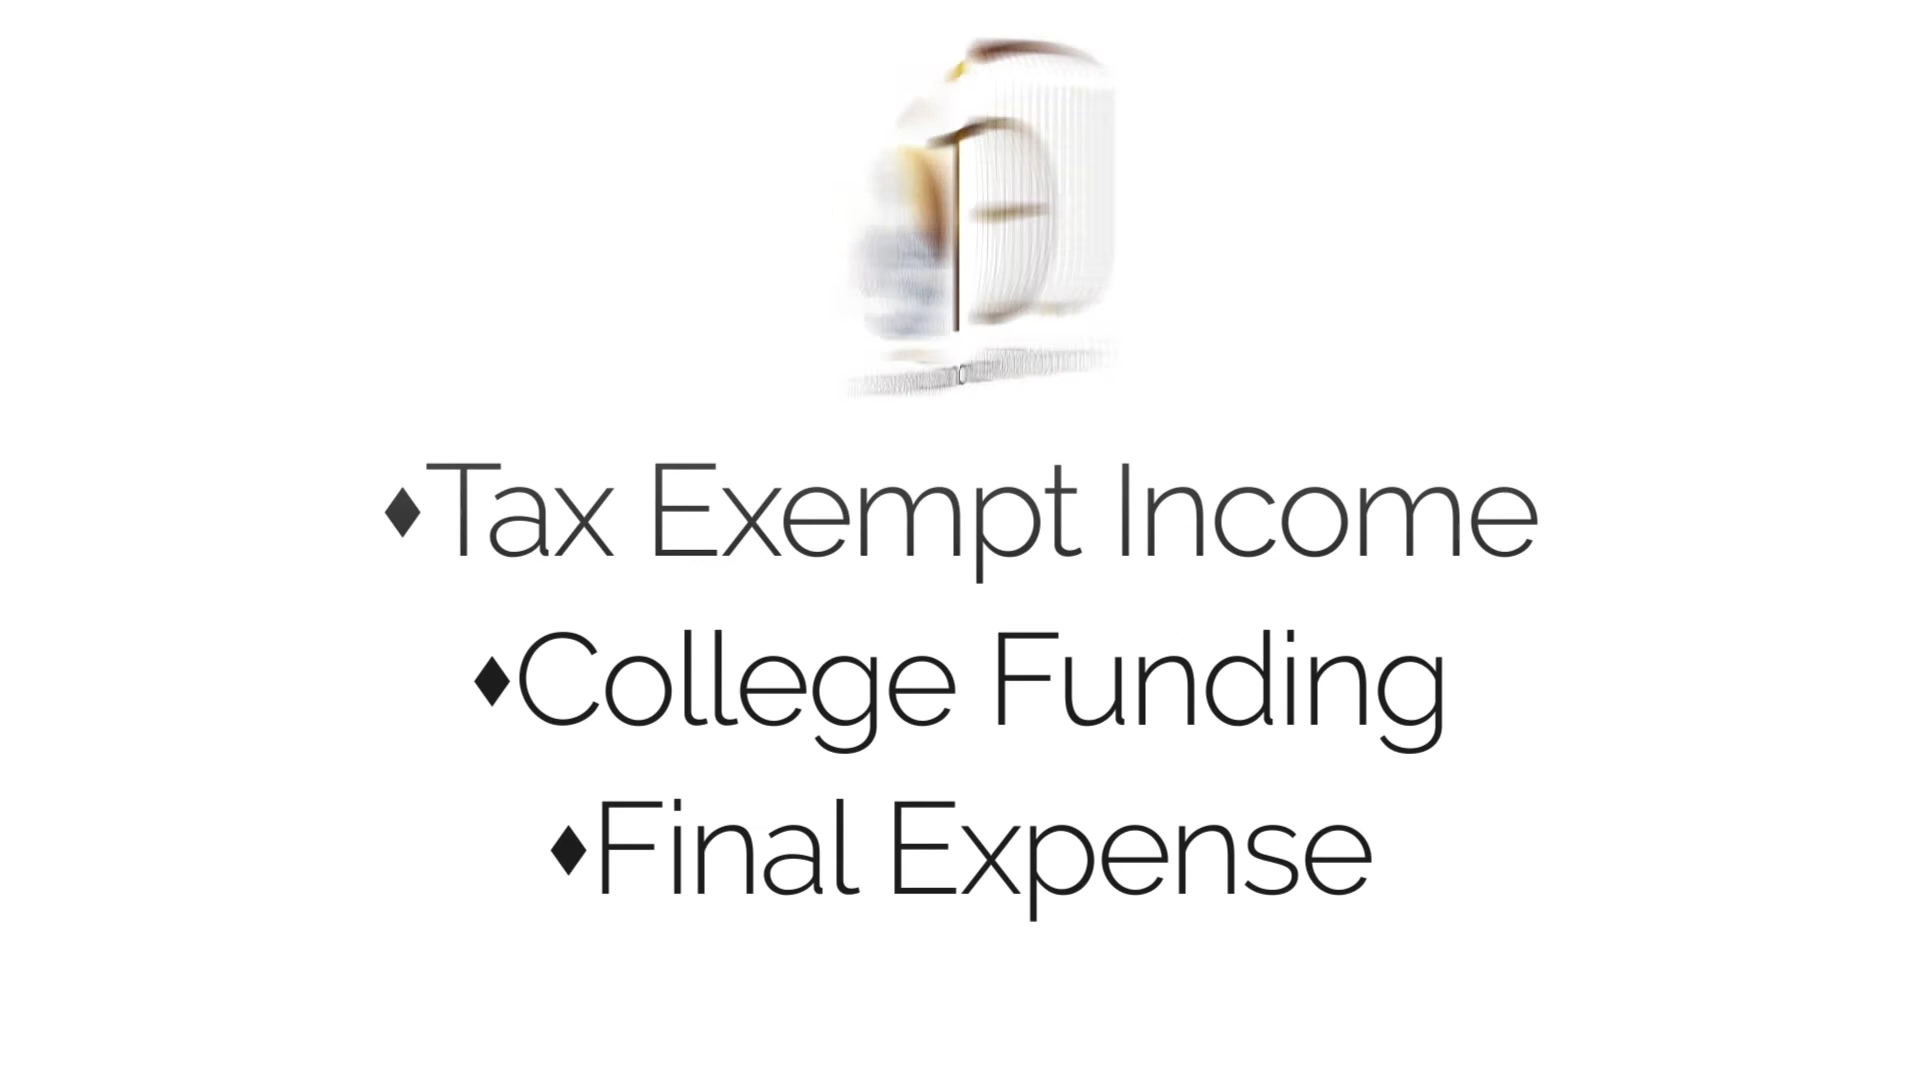 ♦Tax Exempt Income
♦College Funding
♦Final Expense